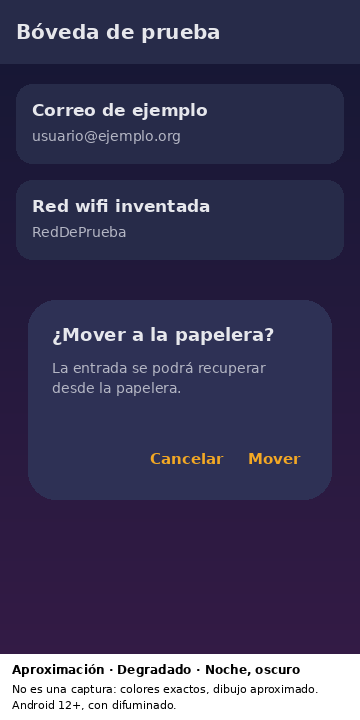 Bóveda de prueba
Correo de ejemplo
usuario@ejemplo.org
Red wifi inventada
RedDePrueba
¿Mover a la papelera?
La entrada se podrá recuperar
desde la papelera.
Cancelar Mover
Aproximación · Degradado · Noche, oscuro
No es una captura: colores exactos, dibujo aproximado.
Android 12+, con difuminado.